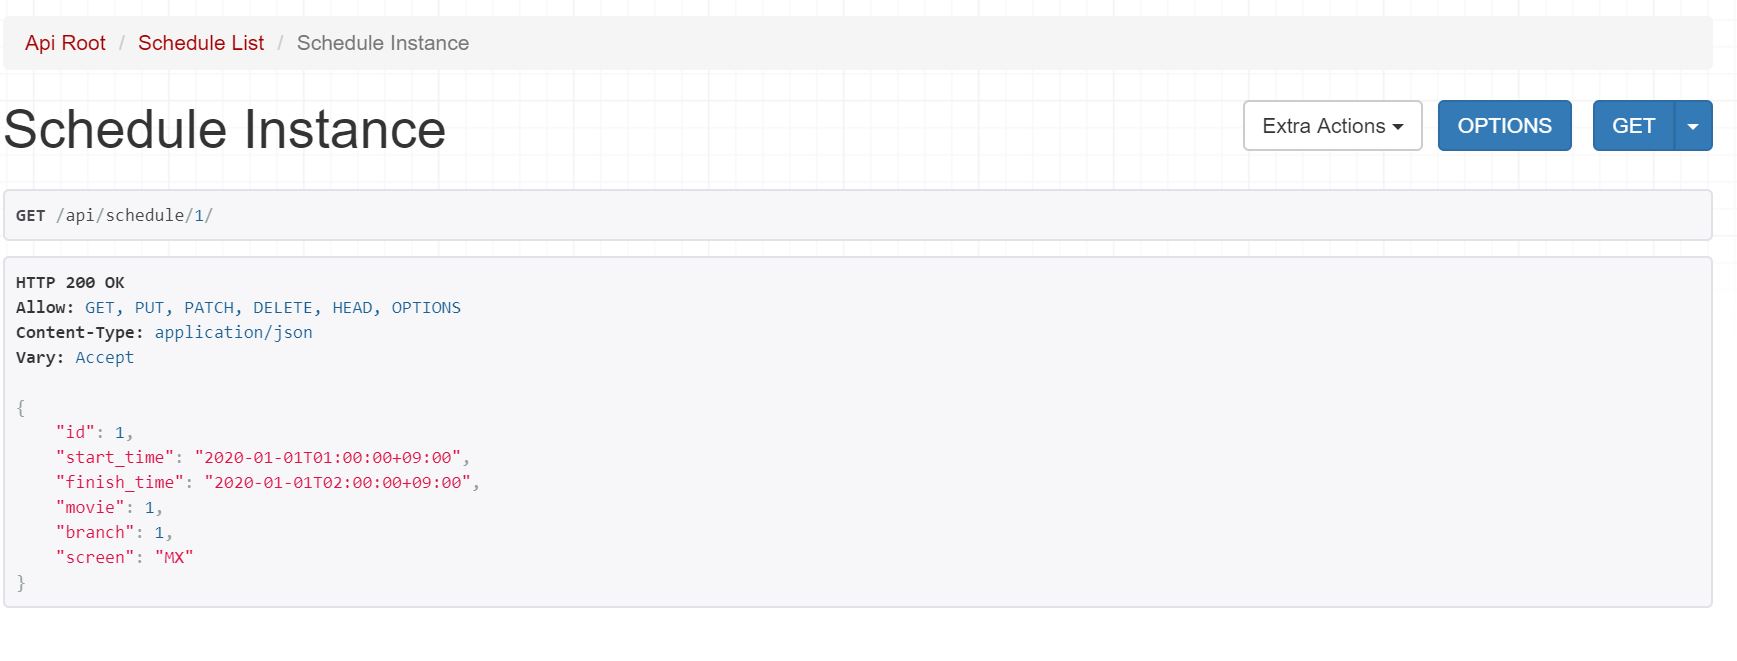 Api Root / Schedule List / Schedule Instance
Schedule Instance
Extra Actions
OPTIONS
GET
GET /api/schedule/1/
HTTP 200 OK
Allow: GET, PUT, PATCH, DELETE, HEAD, OPTIONS
Content-Type: application/json
Vary: Accept
{
    "id": 1,
    "start_time": "2020-01-01T01:00:00+09:00",
    "finish_time": "2020-01-01T02:00:00+09:00",
    "movie": 1,
    "branch": 1,
    "screen": "MX"
}